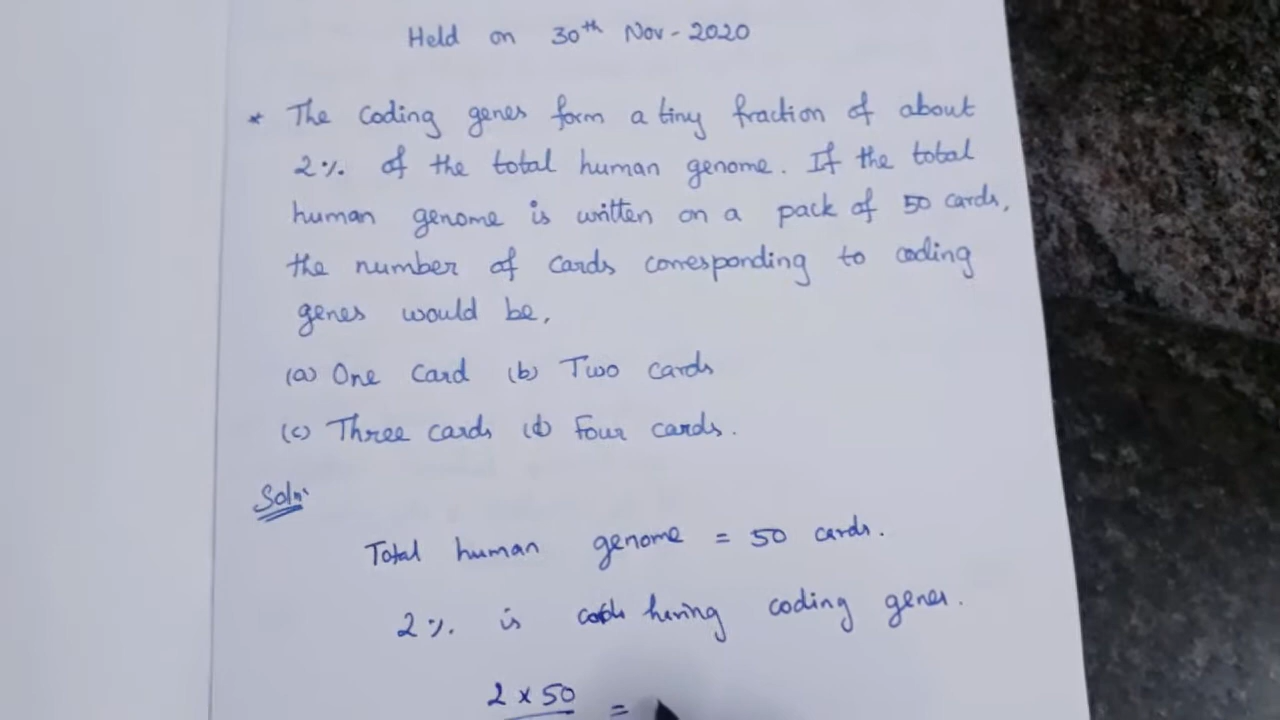 Held on 30th Nov-2020
* The coding genes form a tiny fraction of about
2% of the total human genome. If the total
human genome is written on a pack of 50 cards,
the number of cards corresponding to coding
genes would be,
(a) One Card (b) Two cards
(c) Three cards (d) Four cards.
Soln:
Total human genome = 50 cards.
2% is having coding genes.
2 x 50 =